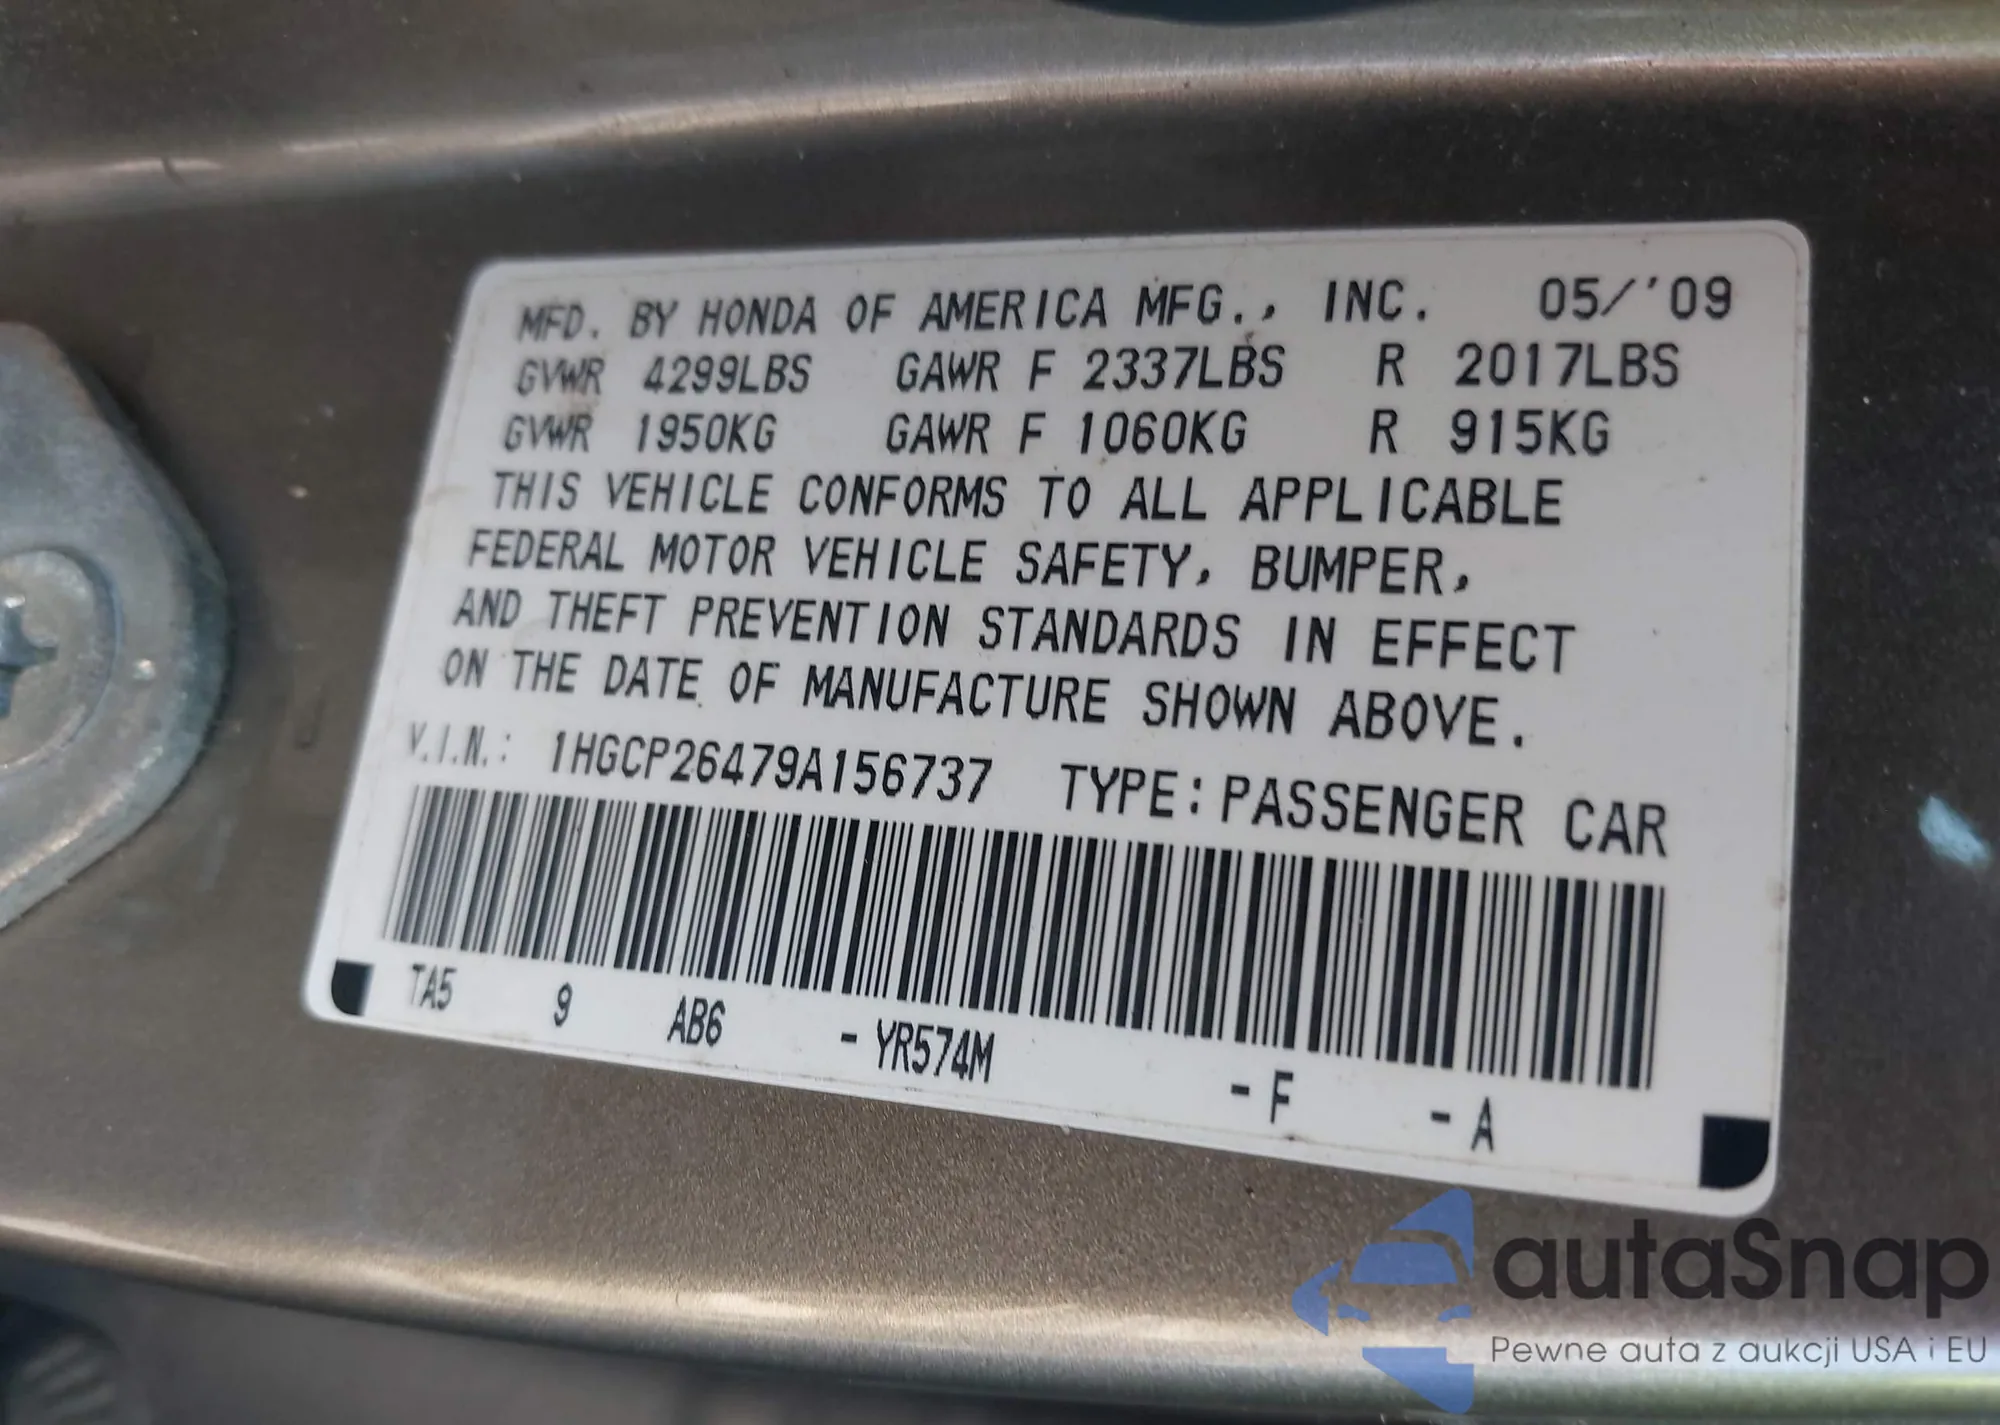 MFD. BY HONDA OF AMERICA MFG., INC. 05/'09
GVWR 4299LBS GAWR F 2337LBS R 2017LBS
GVWR 1950KG GAWR F 1060KG R 915KG
THIS VEHICLE CONFORMS TO ALL APPLICABLE
FEDERAL MOTOR VEHICLE SAFETY, BUMPER,
AND THEFT PREVENTION STANDARDS IN EFFECT
ON THE DATE OF MANUFACTURE SHOWN ABOVE.
V.I.N.: 1HGCP26479A156737 TYPE: PASSENGER CAR
TA5 9 AB6 - YR574M - F - A
autaSnap
Pewne auta z aukcji USA i EU